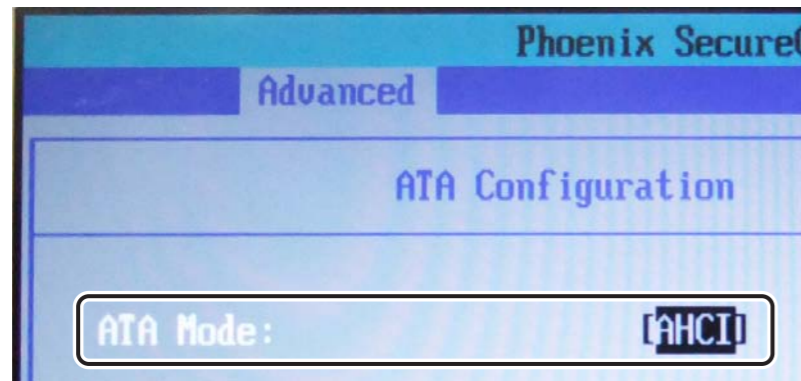 Phoenix Secure
Advanced
ATA Configuration
ATA Mode: [AHCI]